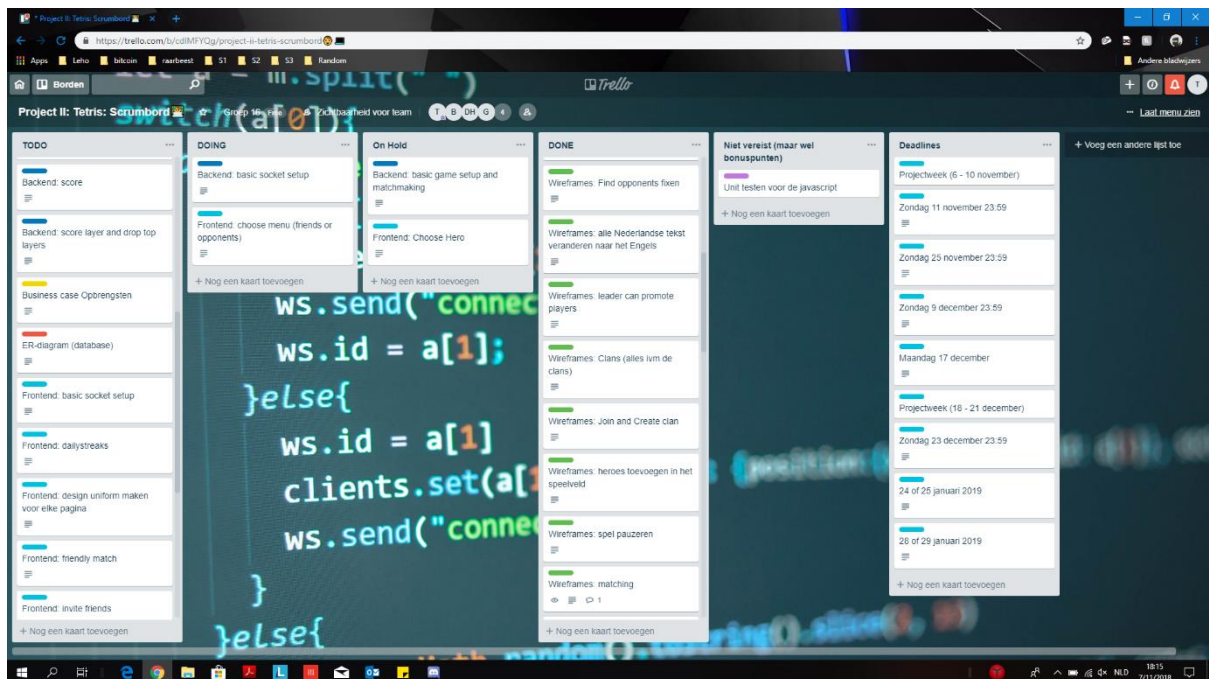 * Project II: Tetris: Scrumbord
https://trello.com/b/cdIMFYQg/project-ii-tetris-scrumbord
Apps Leho bitcoin raarbeest S1 S2 S3 Random Andere bladwijzers
Borden
Trello
Project II: Tetris: Scrumbord
Groep 16
Zichtbaarheid voor team
T B DH G
Laat menu zien
TODO
Backend: score
Backend: score layer and drop top
layers
Business case Opbrengsten
ER-diagram (database)
Frontend: basic socket setup
Frontend: dailystreaks
Frontend: design uniform maken
voor elke pagina
Frontend: friendly match
Frontend: invite friends
+ Nog een kaart toevoegen
DOING
Backend: basic socket setup
Frontend: choose menu (friends or
opponents)
+ Nog een kaart toevoegen
On Hold
Backend: basic game setup and
matchmaking
Frontend: Choose Hero
+ Nog een kaart toevoegen
DONE
Wireframes: Find opponents fixen
Wireframes: alle Nederlandse tekst
veranderen naar het Engels
Wireframes: leader can promote
players
Wireframes: Clans (alles ivm de
clans)
Wireframes: Join and Create clan
Wireframes: heroes toevoegen in het
speelveld
Wireframes: spel pauzeren
Wireframes: matching
1
+ Nog een kaart toevoegen
Niet vereist (maar wel
bonuspunten)
Unit testen voor de javascript
+ Nog een kaart toevoegen
Deadlines
Projectweek (6 - 10 november)
Zondag 11 november 23:59
Zondag 25 november 23:59
Zondag 9 december 23:59
Maandag 17 december
Projectweek (18 - 21 december)
Zondag 23 december 23:59
24 of 25 januari 2019
28 of 29 januari 2019
+ Nog een kaart toevoegen
+ Voeg een andere lijst toe
m.split(" ")
switch(a[0]){
ws.send("connec
ws.id = a[1];
}else{
ws.id = a[1]
clients.set(a[1
ws.send("connec
}
}else{
NLD
18:15
7/11/2018